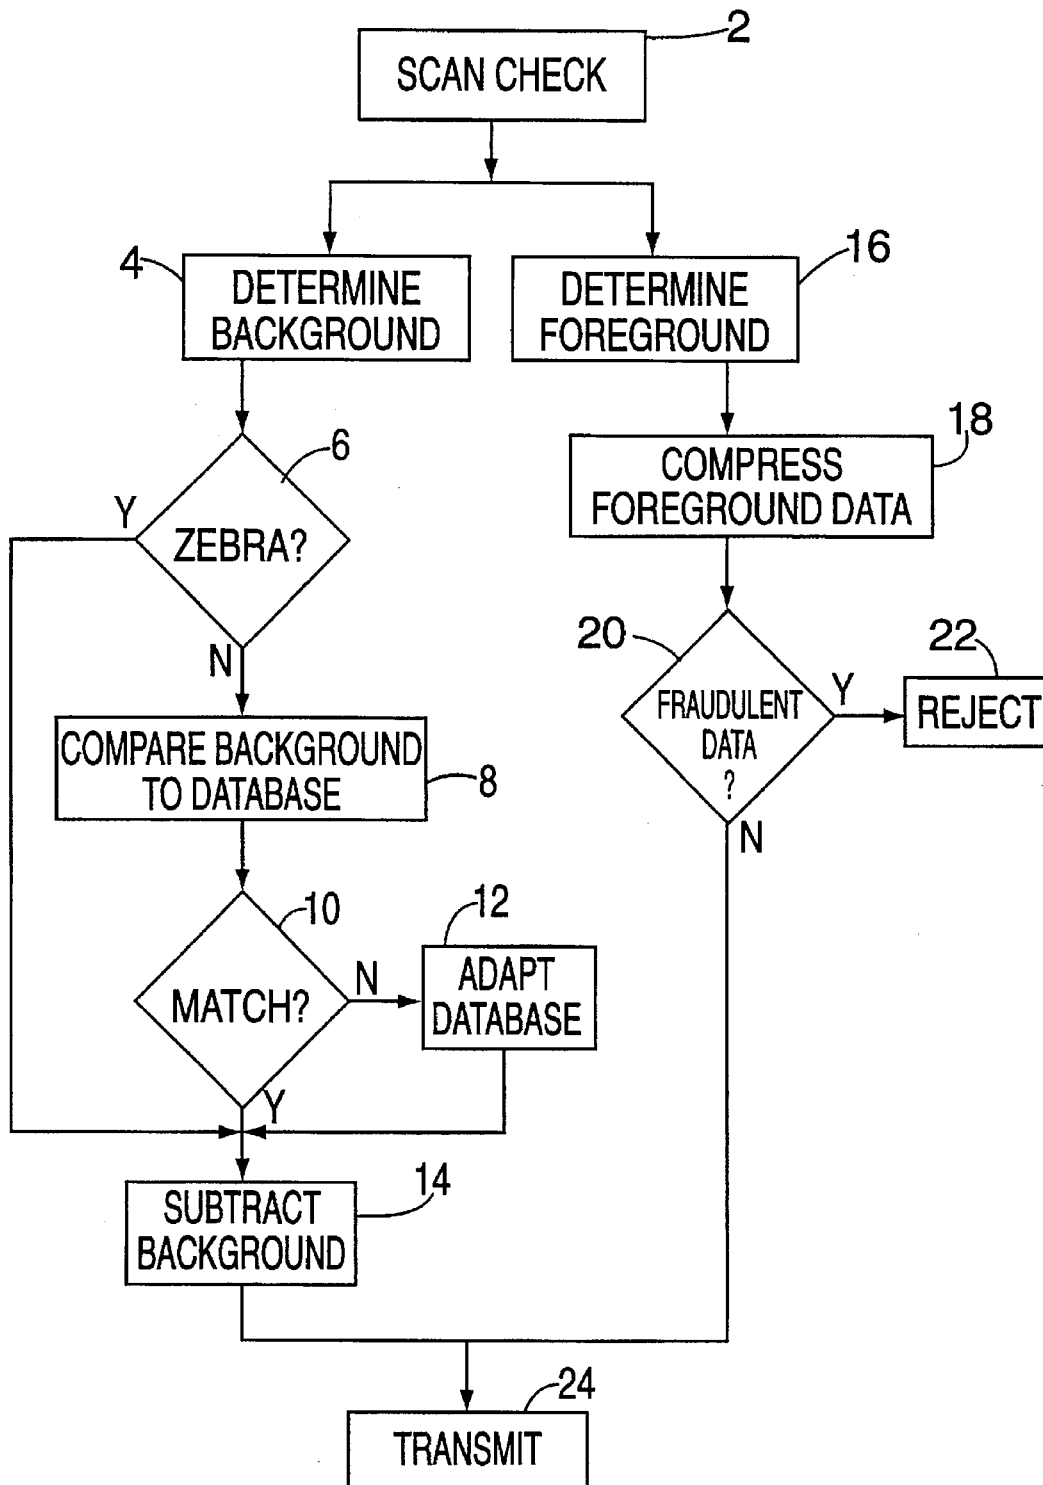 2
SCAN CHECK
4
DETERMINE
BACKGROUND
16
DETERMINE
FOREGROUND
6
Y
ZEBRA?
N
18
COMPRESS
FOREGROUND DATA
COMPARE BACKGROUND
TO DATABASE
8
20
FRAUDULENT
DATA
?
Y
22
REJECT
N
10
MATCH?
N
12
ADAPT
DATABASE
Y
14
SUBTRACT
BACKGROUND
24
TRANSMIT